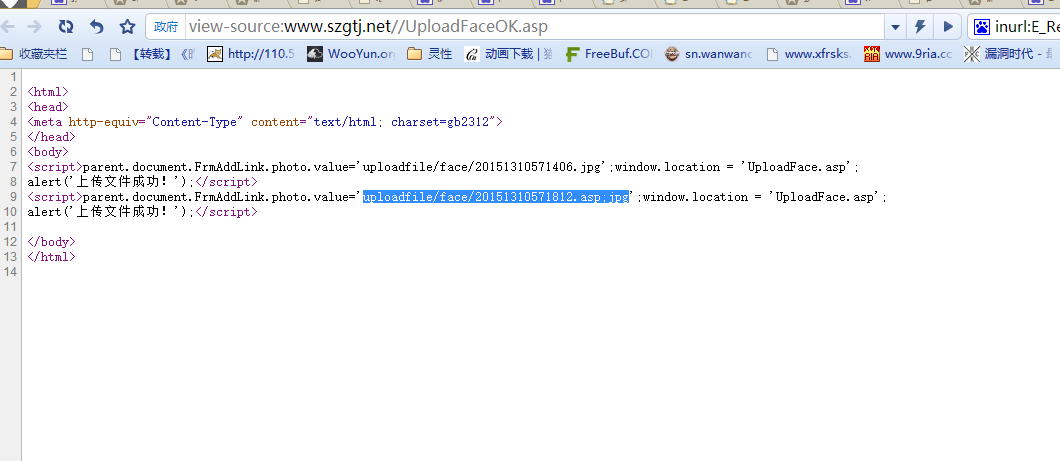 政府 view-source:www.szgtj.net//UploadFaceOK.asp inurl:E_Re
收藏夹栏 【转载】 http://110.5 WooYun.org 灵性 动画下载 | 猫 FreeBuf.COM sn.wanwano www.xfrsks. www.9ria.cc 漏洞时代 -
1
2 <html>
3 <head>
4 <meta http-equiv="Content-Type" content="text/html; charset=gb2312">
5 </head>
6 <body>
7 <script>parent.document.FrmAddLink.photo.value='uploadfile/face/20151310571406.jpg';window.location = 'UploadFace.asp';
8 alert('上传文件成功!');</script>
9 <script>parent.document.FrmAddLink.photo.value='uploadfile/face/20151310571812.asp;jpg';window.location = 'UploadFace.asp';
10 alert('上传文件成功!');</script>
11
12 </body>
13 </html>
14